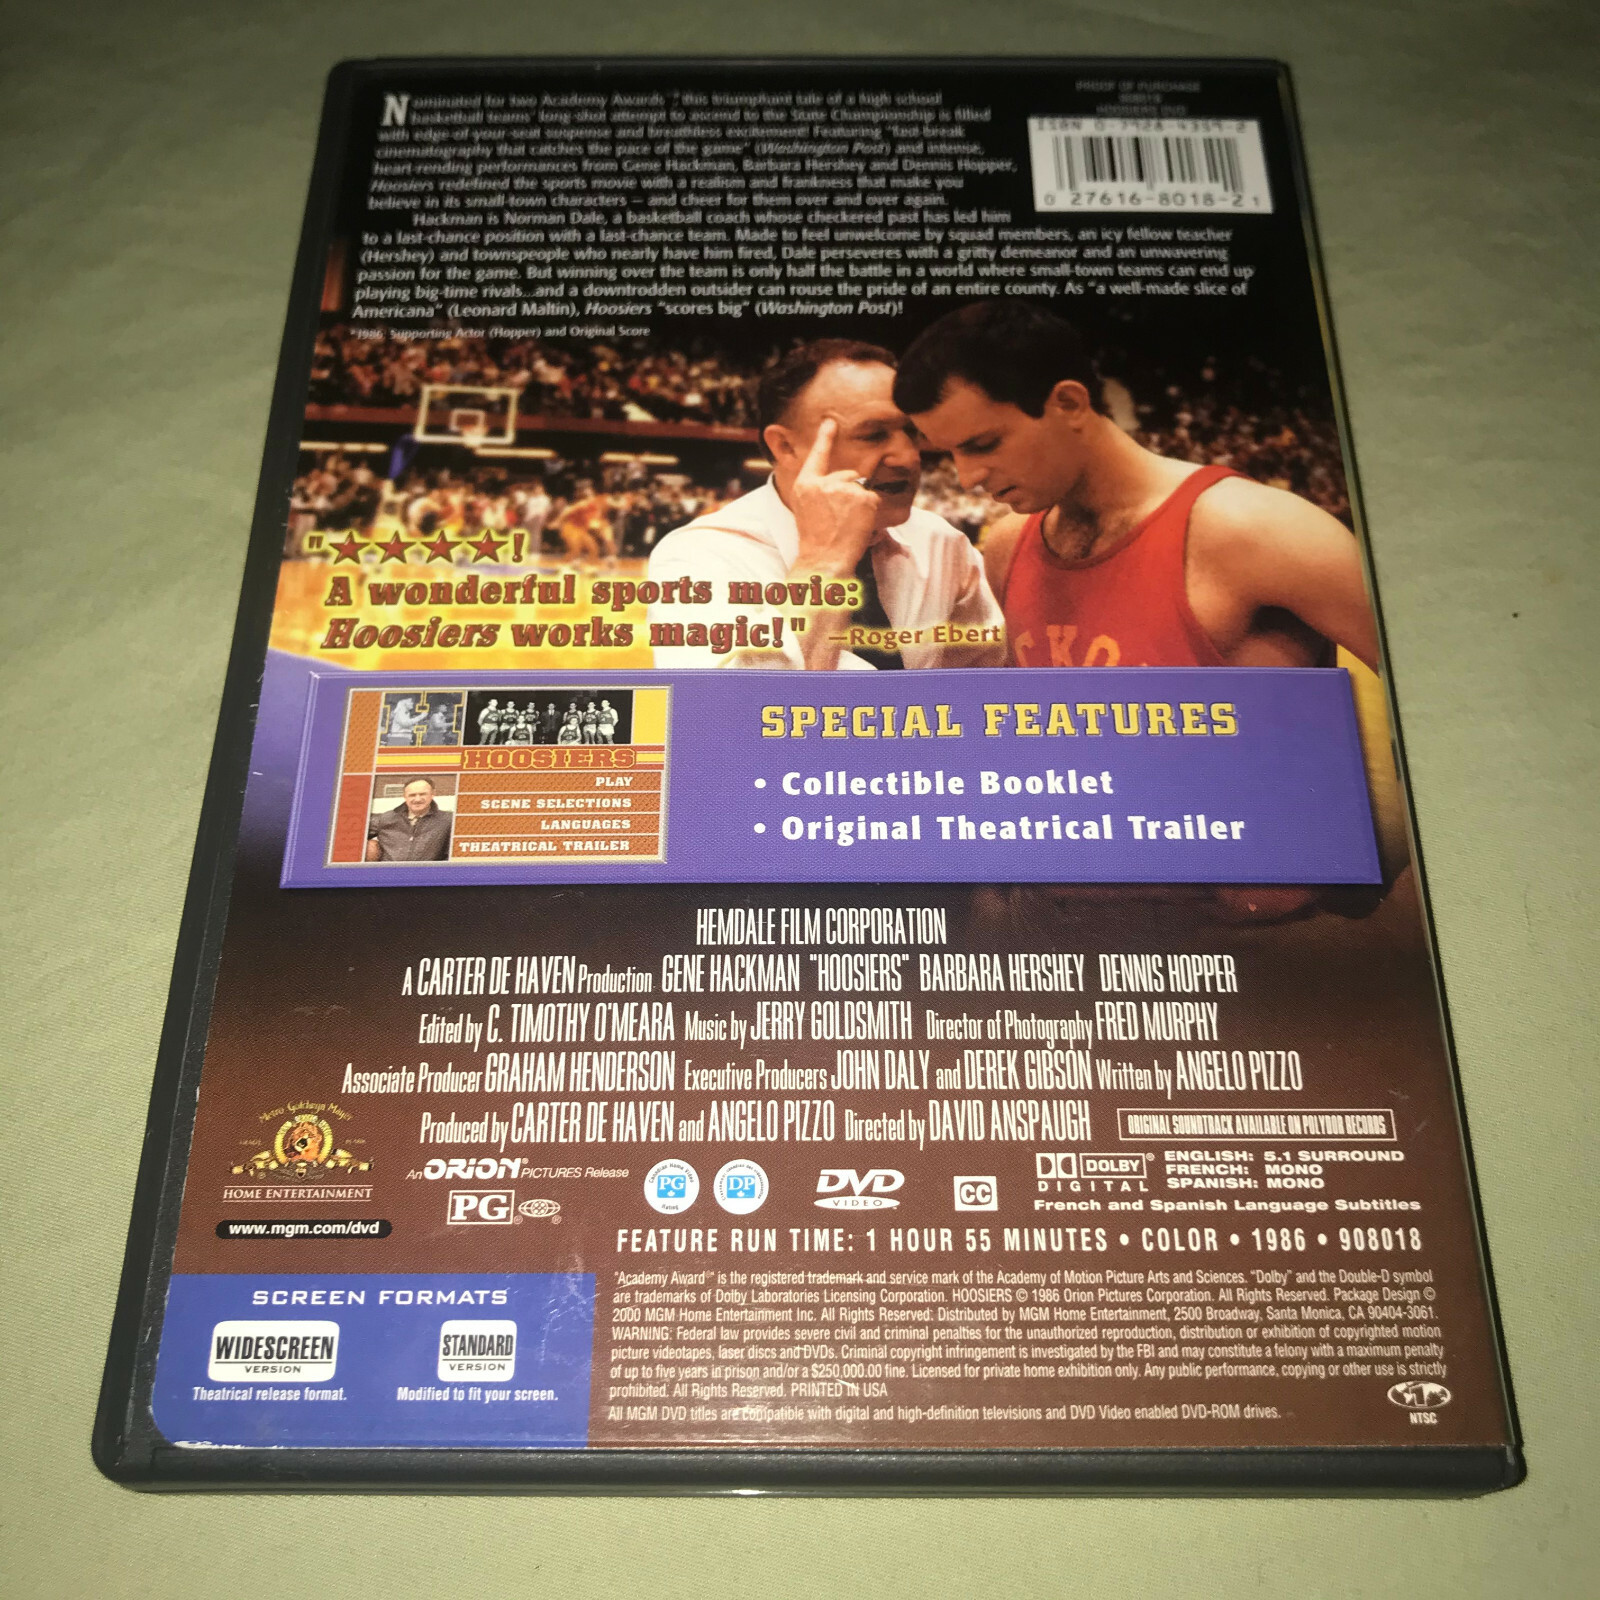 Nominated for two Academy Awards* this triumphant tale of a high school
basketball teams' long-shot attempt to ascend to the State Championship is filled
with edge-of-your-seat suspense and breathless excitement! Featuring "fast-break
cinematography that catches the pace of the game" (Washington Post) and intense,
heart-rending performances from Gene Hackman, Barbara Hershey and Dennis Hopper,
Hoosiers redefined the sports movie with a realism and frankness that make you
believe in its small-town characters – and cheer for them over and over again.
Hackman is Norman Dale, a basketball coach whose checkered past has led him
to a last-chance position with a last-chance team. Made to feel unwelcome by squad members, an icy fellow teacher
(Hershey) and townspeople who nearly have him fired, Dale perseveres with a gritty demeanor and an unwavering
passion for the game. But winning over the team is only half the battle in a world where small-town teams can end up
playing big-time rivals...and a downtrodden outsider can rouse the pride of an entire county. As "a well-made slice of
Americana" (Leonard Maltin), Hoosiers "scores big" (Washington Post)!
*1986: Supporting Actor (Hopper) and Original Score
PROOF OF PURCHASE
908018
HOOSIERS DVD
ISBN 0-7928-4359-2
0 27616-8018-2 1
"★★★★!
A wonderful sports movie:
Hoosiers works magic!" —Roger Ebert
CKO
H
HOOSIERS
PLAY
SCENE SELECTIONS
LANGUAGES
THEATRICAL TRAILER
SPECIAL FEATURES
• Collectible Booklet
• Original Theatrical Trailer
HEMDALE FILM CORPORATION
A CARTER DE HAVEN Production GENE HACKMAN "HOOSIERS" BARBARA HERSHEY DENNIS HOPPER
Edited by C. TIMOTHY O'MEARA Music by JERRY GOLDSMITH Director of Photography FRED MURPHY
Associate Producer GRAHAM HENDERSON Executive Producers JOHN DALY and DEREK GIBSON Written by ANGELO PIZZO
Produced by CARTER DE HAVEN and ANGELO PIZZO Directed by DAVID ANSPAUGH ORIGINAL SOUNDTRACK AVAILABLE ON POLYDOR RECORDS
Metro Goldwyn Mayer
HOME ENTERTAINMENT
www.mgm.com/dvd
An ORION® PICTURES Release
PG
PG
DP
DVD
VIDEO
CC
DOLBY®
DIGITAL
ENGLISH: 5.1 SURROUND
FRENCH: MONO
SPANISH: MONO
French and Spanish Language Subtitles
FEATURE RUN TIME: 1 HOUR 55 MINUTES • COLOR • 1986 • 908018
SCREEN FORMATS
WIDESCREEN
VERSION
Theatrical release format.
STANDARD
VERSION
Modified to fit your screen.
"Academy Award®" is the registered trademark and service mark of the Academy of Motion Picture Arts and Sciences. "Dolby" and the Double-D symbol
are trademarks of Dolby Laboratories Licensing Corporation. HOOSIERS © 1986 Orion Pictures Corporation. All Rights Reserved. Package Design ©
2000 MGM Home Entertainment Inc. All Rights Reserved. Distributed by MGM Home Entertainment, 2500 Broadway, Santa Monica, CA 90404-3061.
WARNING: Federal law provides severe civil and criminal penalties for the unauthorized reproduction, distribution or exhibition of copyrighted motion
picture videotapes, laser discs and DVDs. Criminal copyright infringement is investigated by the FBI and may constitute a felony with a maximum penalty
of up to five years in prison and/or a $250,000.00 fine. Licensed for private home exhibition only. Any public performance, copying or other use is strictly
prohibited. All Rights Reserved. PRINTED IN USA
All MGM DVD titles are compatible with digital and high-definition televisions and DVD Video enabled DVD-ROM drives.
1
NTSC